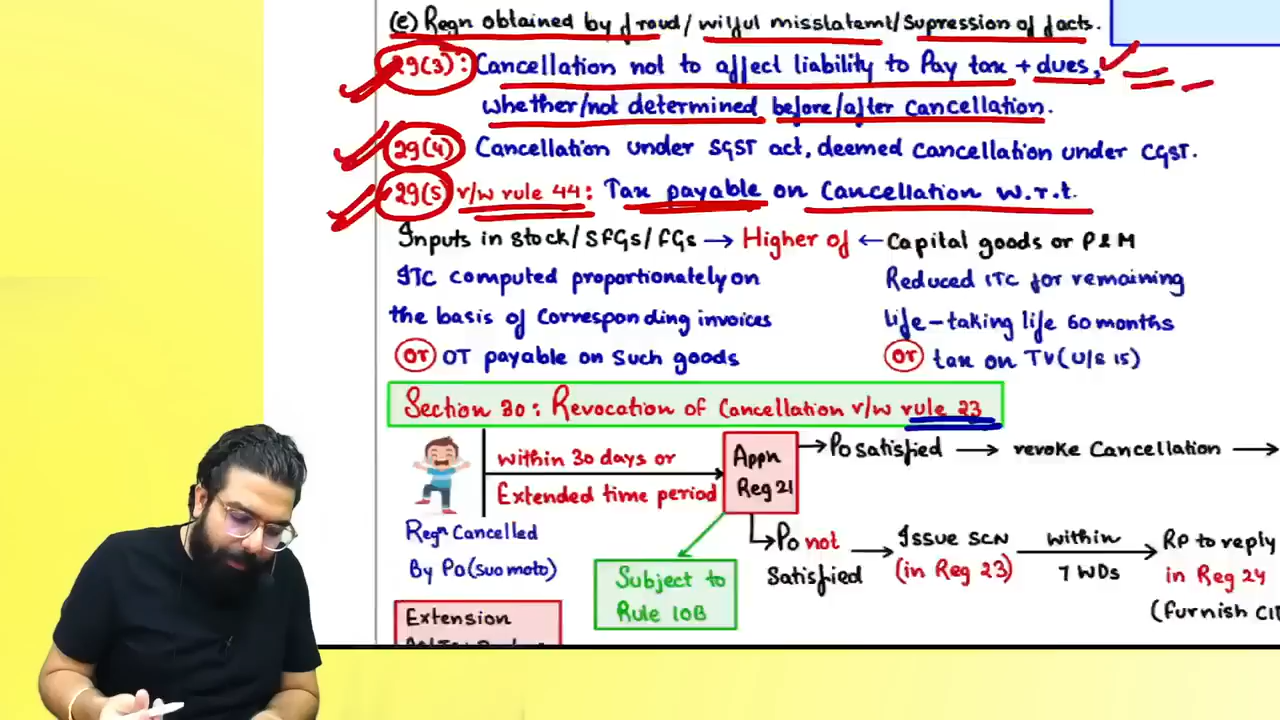 (e) Regn obtained by fraud/ wilful misstatemt/Supression of facts.
29(3): Cancellation not to affect liability to Pay tax + dues,
whether/not determined before/after cancellation.
29(4) Cancellation under SGST act, deemed Cancellation under CGST.
29(5) r/w rule 44: Tax payable on Cancellation w.r.t.
Inputs in stock/SFGs/FGs → Higher of ← Capital goods or P&M
ITC computed proportionately on
the basis of Corresponding invoices
Or OT payable on such goods
Reduced ITC for remaining
life-taking life 60 months
Or tax on TV(U/S 15)
Section 30: Revocation of Cancellation r/w rule 23
within 30 days or
Extended time period
Appn
Reg 21
→ Po satisfied → revoke Cancellation →
Regn Cancelled
By PO (suo moto)
Subject to
Rule 10B
→ Po not
Satisfied
→ Issue SCN
(in Reg 23)
within
7 WDs
→ RP to reply
in Reg 24
(furnish
Extension